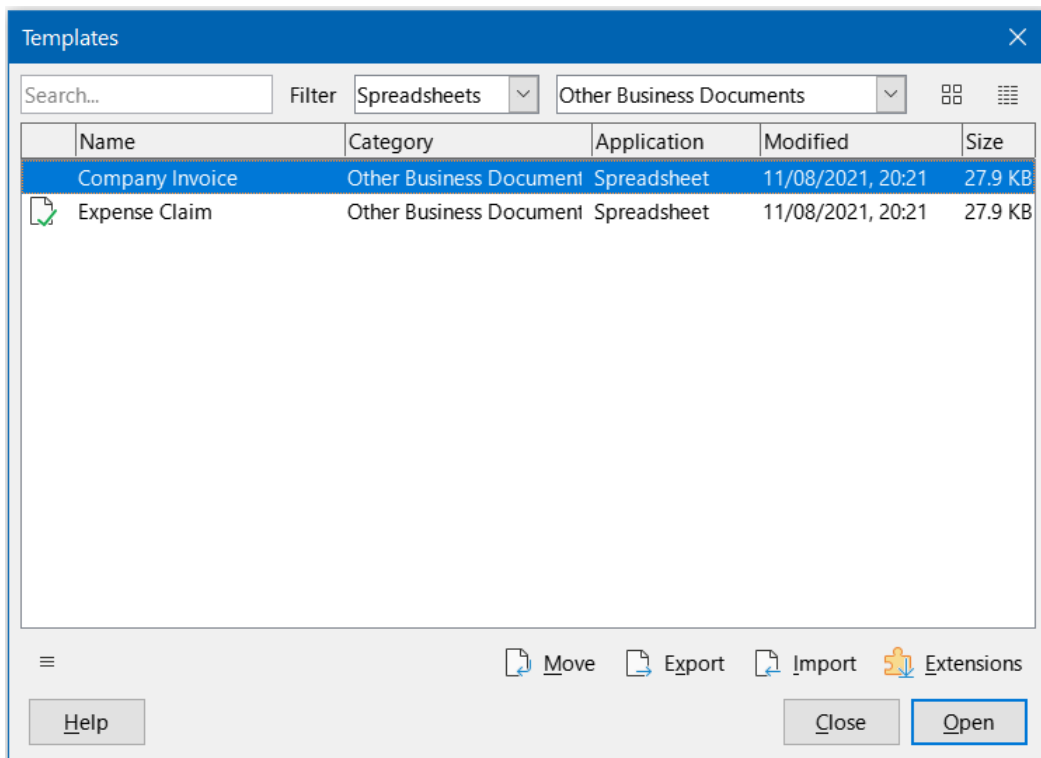 Templates
Search... Filter Spreadsheets Other Business Documents
Name Category Application Modified Size
Company Invoice Other Business Document Spreadsheet 11/08/2021, 20:21 27.9 KB
Expense Claim Other Business Document Spreadsheet 11/08/2021, 20:21 27.9 KB
Move Export Import Extensions
Help Close Open